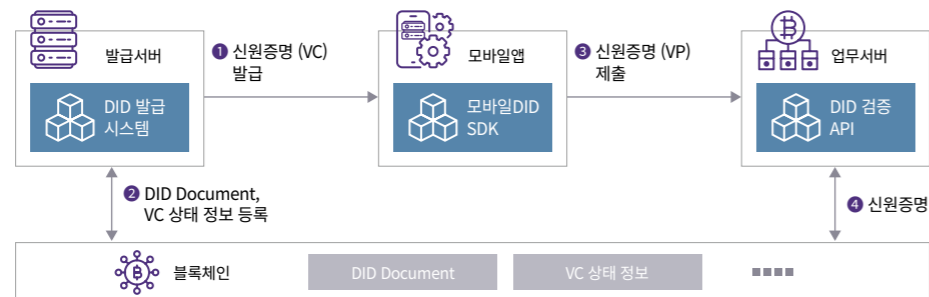 발급서버
DID 발급
시스템
❶ 신원증명 (VC)
발급
모바일앱
모바일DID
SDK
❸ 신원증명 (VP)
제출
업무서버
DID 검증
API
❷ DID Document,
VC 상태 정보 등록
❹ 신원증명
블록체인
DID Document
VC 상태 정보